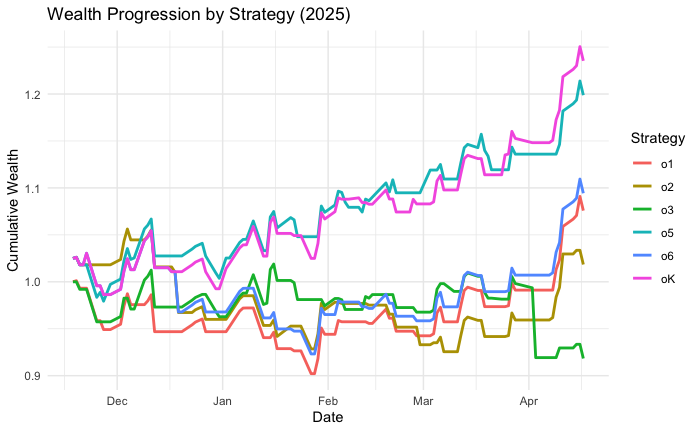 Wealth Progression by Strategy (2025)
Cumulative Wealth
1.2
1.1
1.0
0.9
Dec
Jan
Feb
Mar
Apr
Date
Strategy
o1
o2
o3
o5
o6
oK